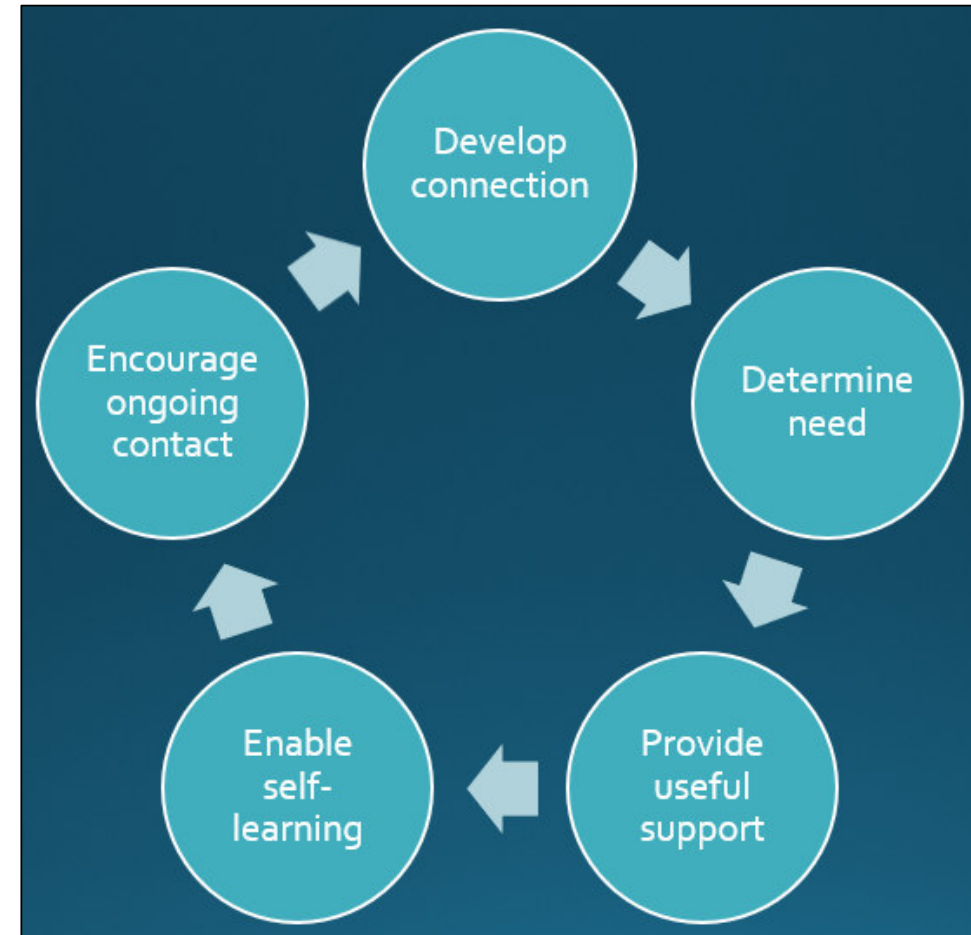 Develop
connection
Determine
need
Provide
useful
support
Enable
self-
learning
Encourage
ongoing
contact